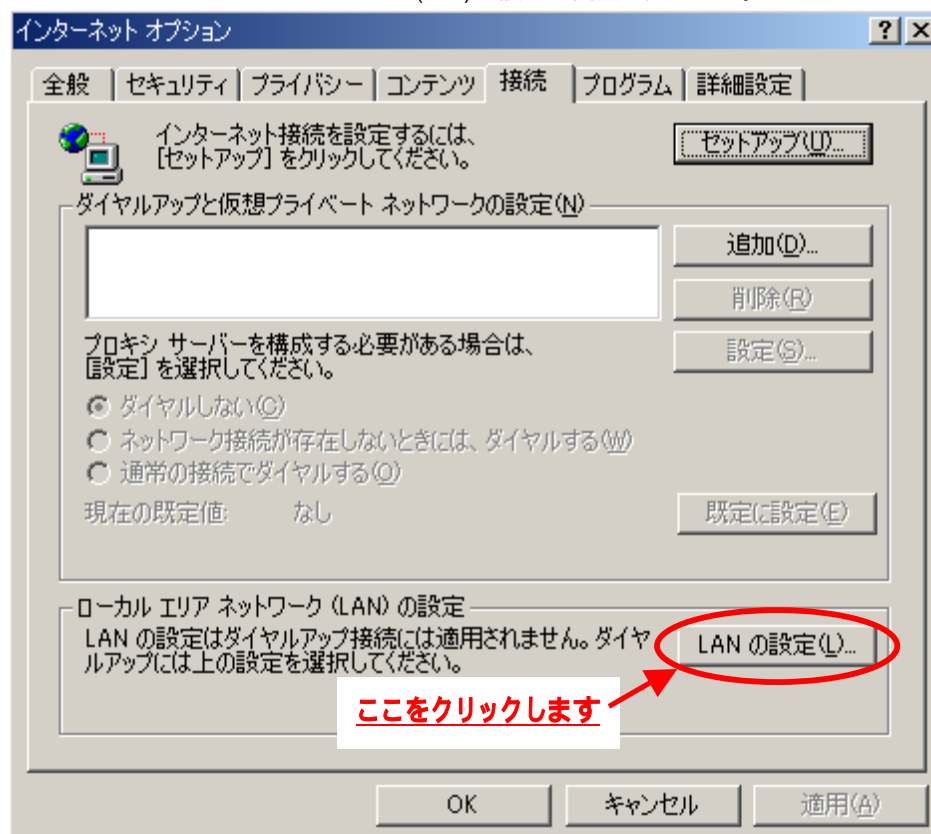 インターネット オプション
全般
セキュリティ
プライバシー
コンテンツ
接続
プログラム
詳細設定
インターネット接続を設定するには、
[セットアップ] をクリックしてください。
セットアップ(U)...
ダイヤルアップと仮想プライベート ネットワークの設定(N)
追加(D)...
削除(R)
プロキシ サーバーを構成する必要がある場合は、
[設定] を選択してください。
設定(S)...
ダイヤルしない(C)
ネットワーク接続が存在しないときには、ダイヤルする(W)
通常の接続でダイヤルする(O)
現在の既定値: なし
既定に設定(E)
ローカル エリア ネットワーク (LAN) の設定
LAN の設定はダイヤルアップ接続には適用されません。ダイヤ
ルアップには上の設定を選択してください。
LAN の設定(L)...
ここをクリックします
OK
キャンセル
適用(A)